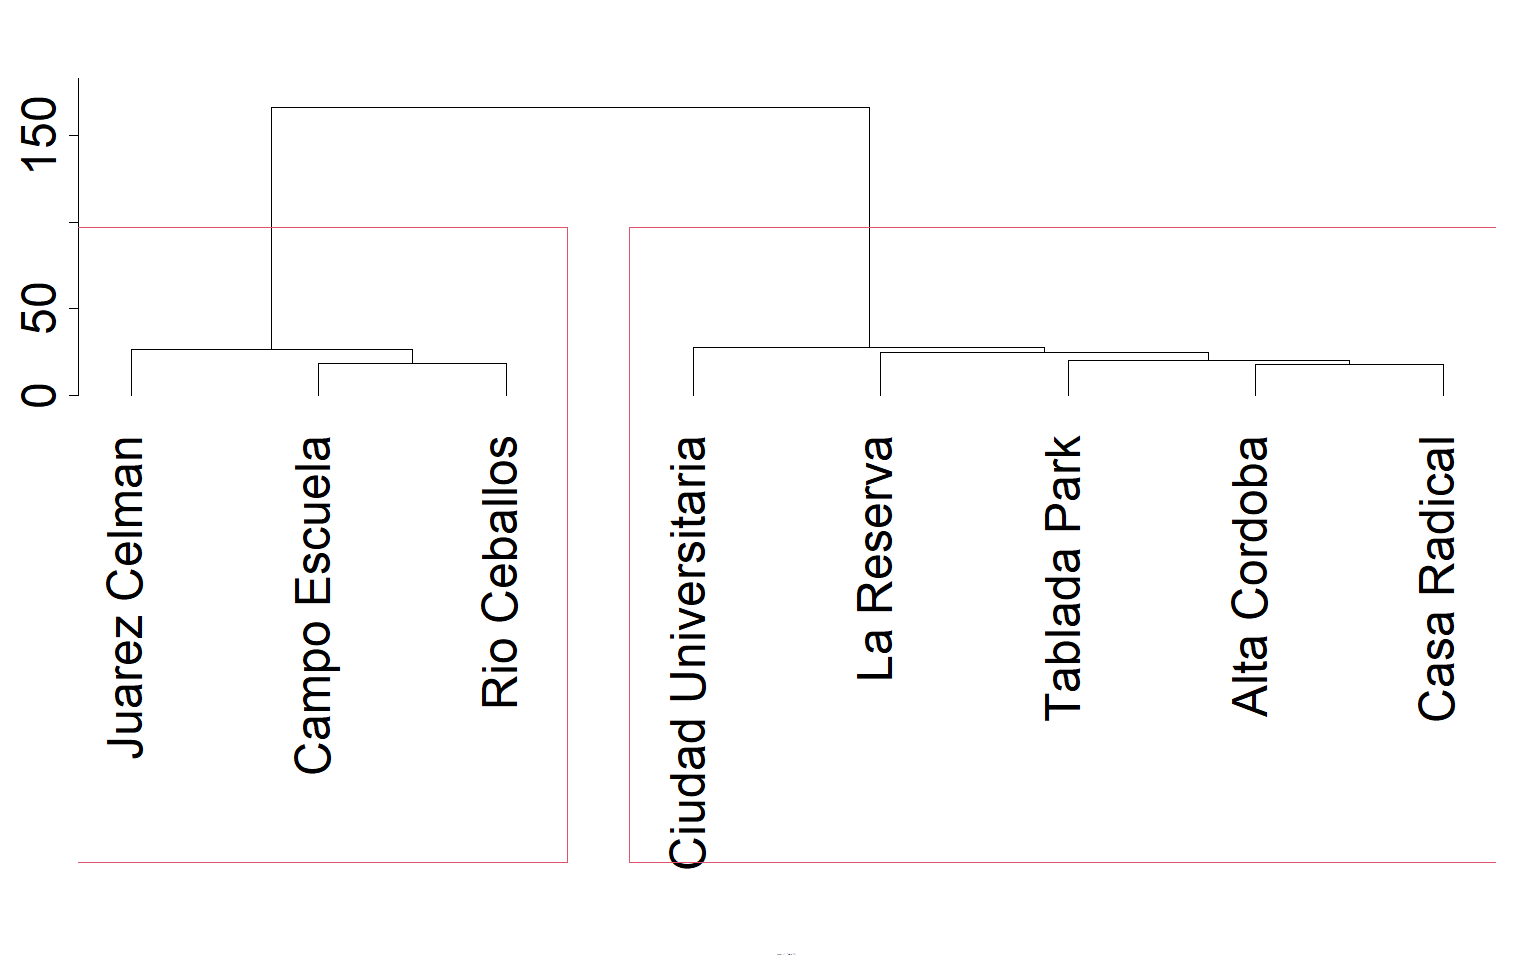 150
50
0
Juarez Celman
Campo Escuela
Rio Ceballos
Ciudad Universitaria
La Reserva
Tablada Park
Alta Cordoba
Casa Radical